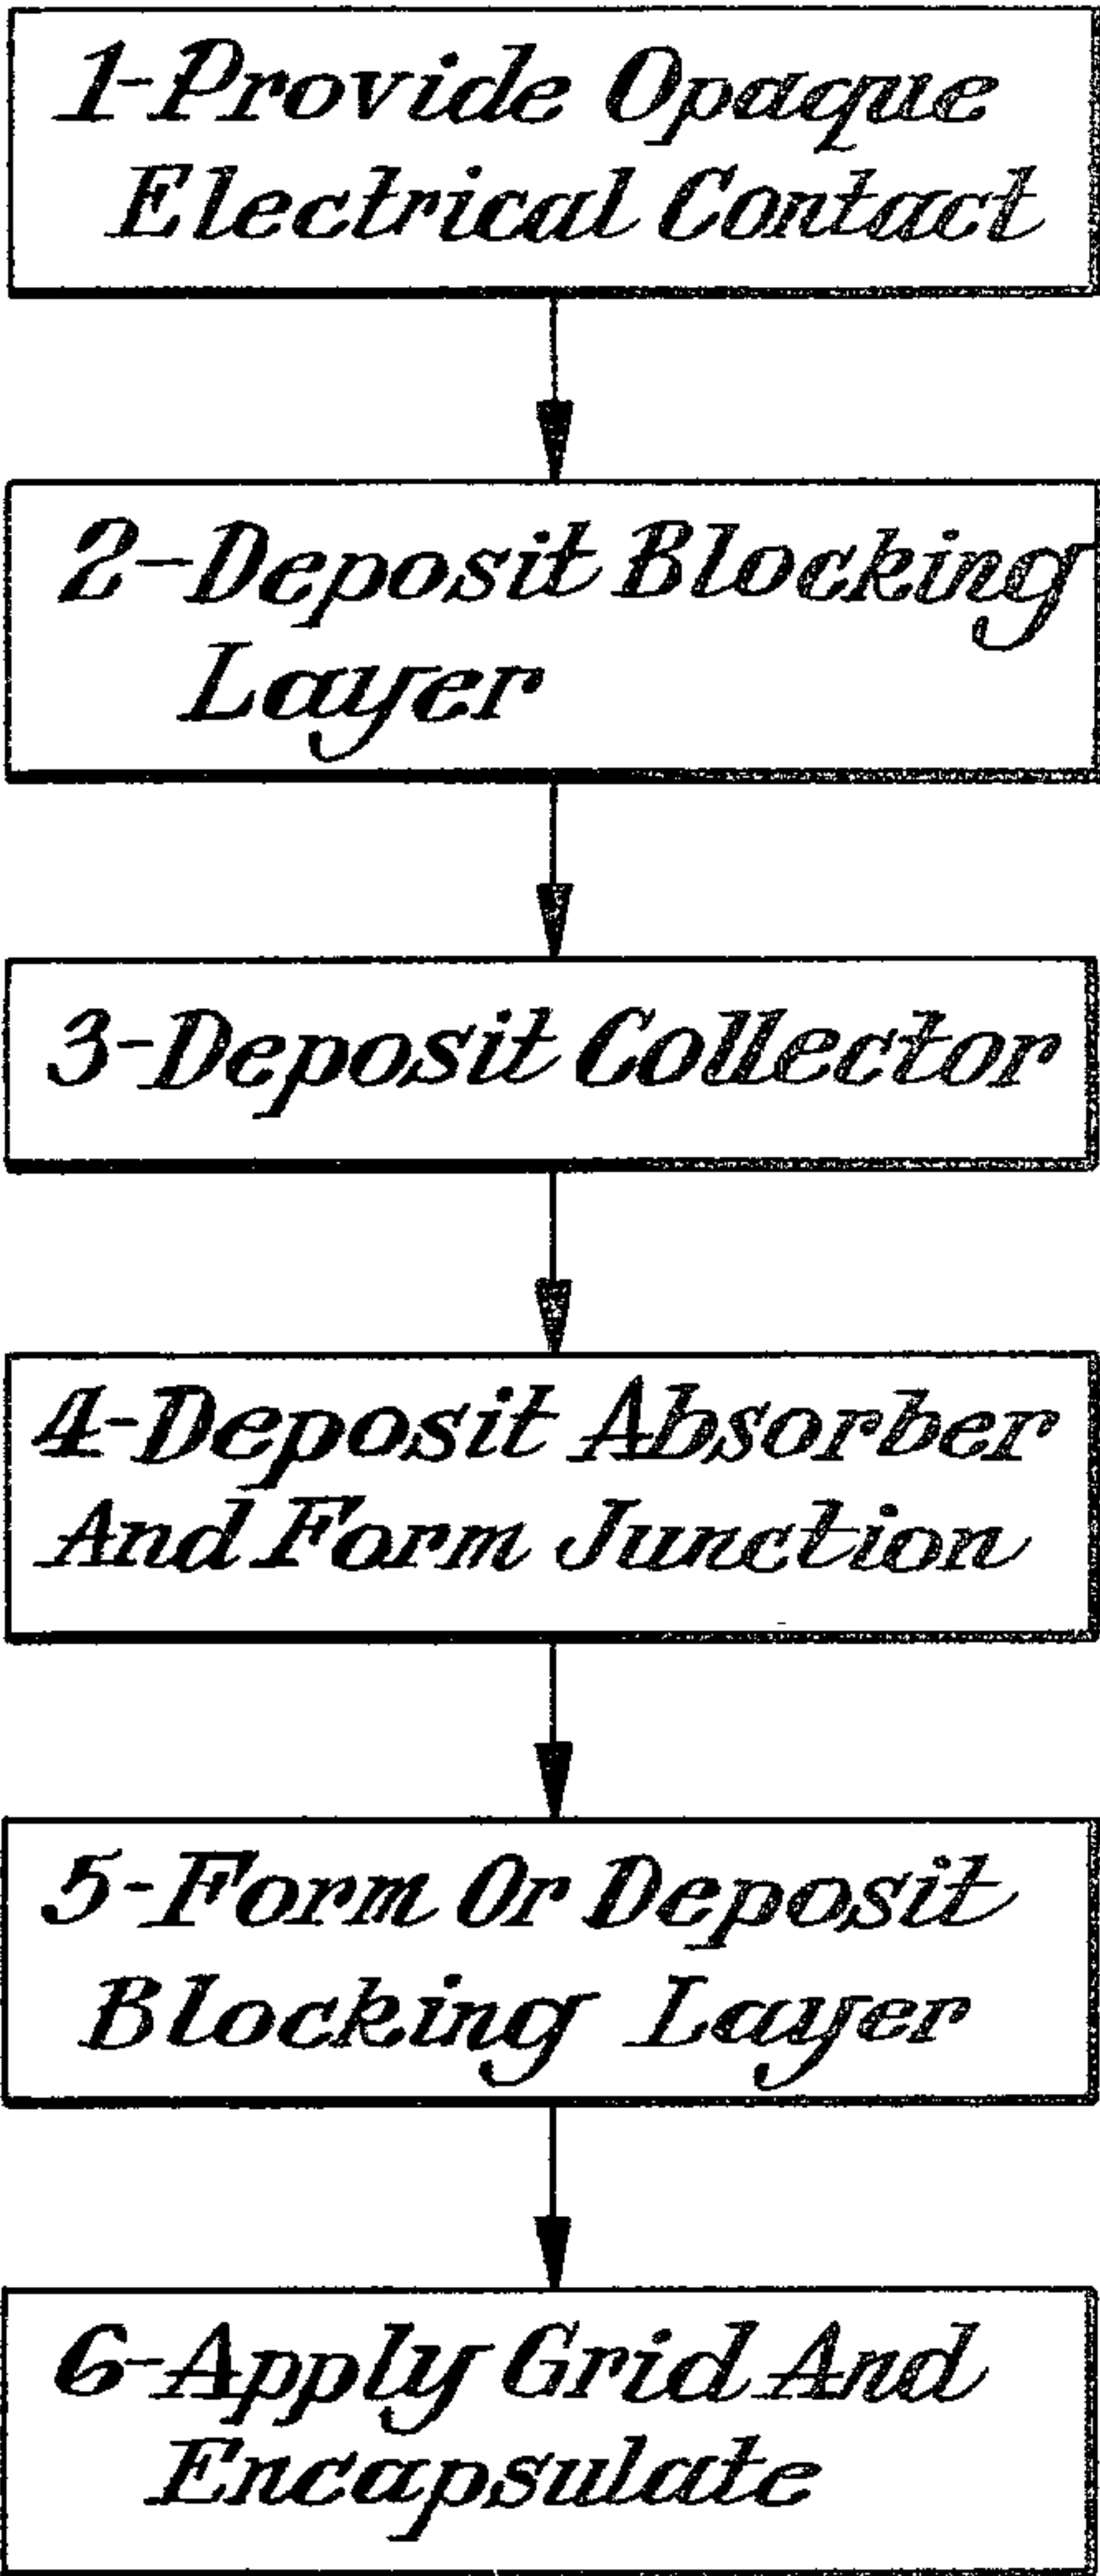 1-Provide Opaque
Electrical Contact
2-Deposit Blocking
Layer
3-Deposit Collector
4-Deposit Absorber
And Form Junction
5-Form Or Deposit
Blocking Layer
6-Apply Grid And
Encapsulate